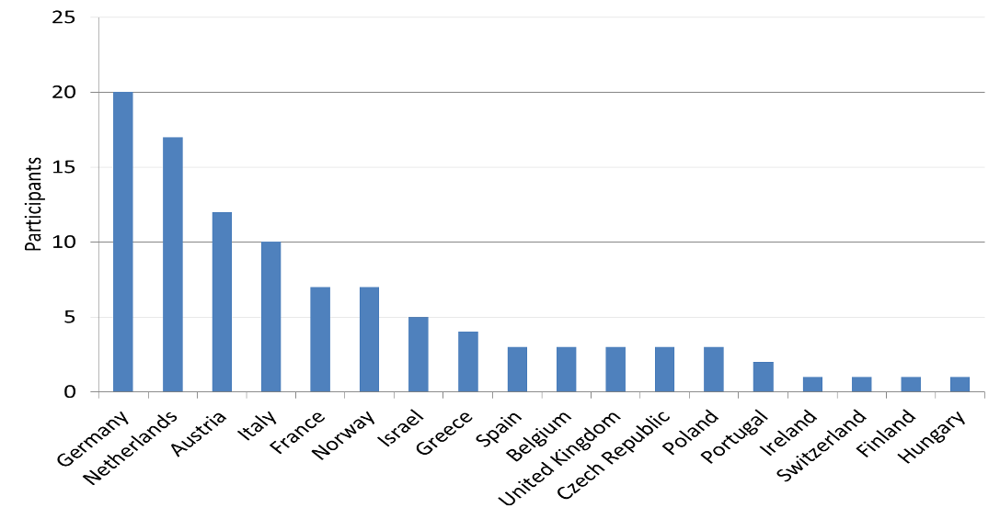 25
20
15
10
5
0
Participants
Germany
Netherlands
Austria
Italy
France
Norway
Israel
Greece
Spain
Belgium
United Kingdom
Czech Republic
Poland
Portugal
Ireland
Switzerland
Finland
Hungary